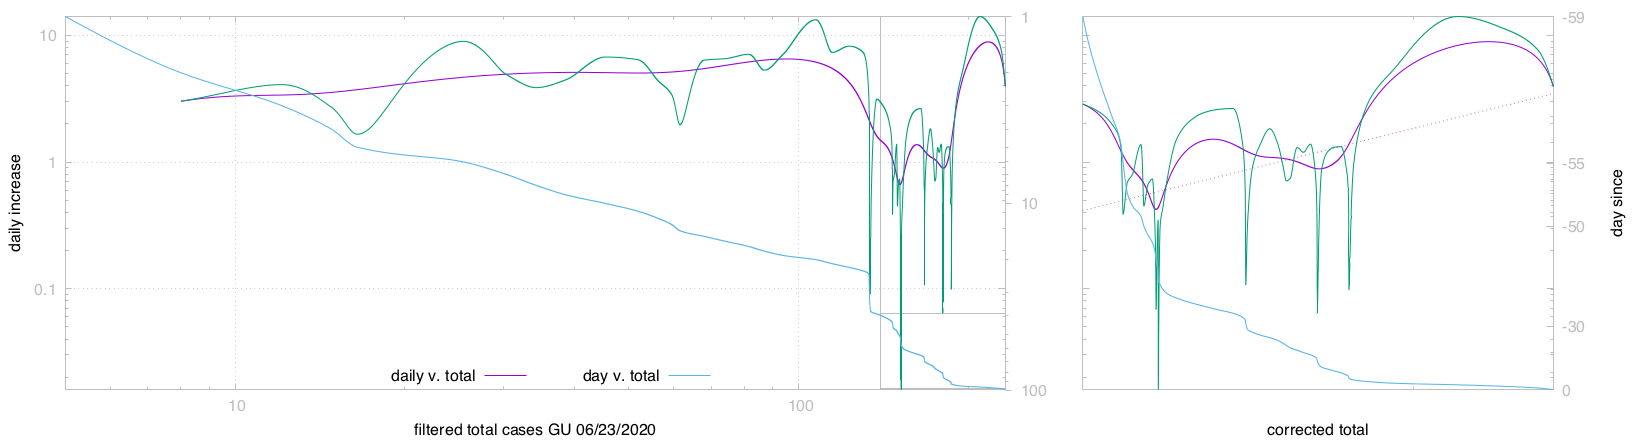 10
1
0.1
daily increase
10
100
1
10
100
daily v. total
day v. total
filtered total cases GU 06/23/2020
-59
-55
-50
-30
0
day since
corrected total